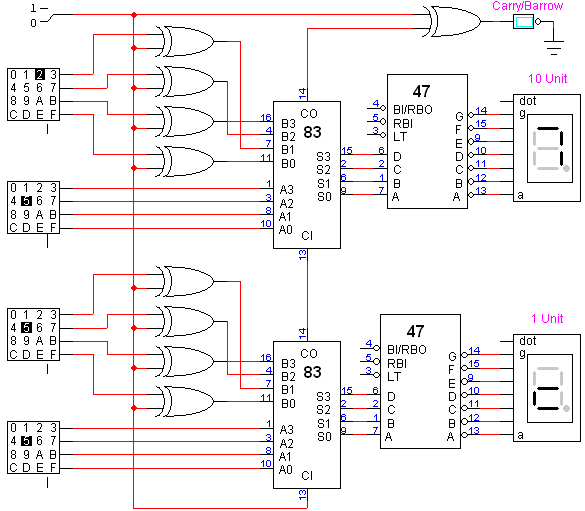 Carry/Barrow
1
0
0 1 2 3
4 5 6 7
8 9 A B
C D E F
14
CO
83
16 B3
4 B2
7 B1
11 B0
S3 15
S2 2
S1 6
S0 9
1 A3
3 A2
8 A1
10 A0
CI
13
47
4 BI/RBO
5 RBI
3 LT
6 D
2 C
1 B
7 A
G 14
F 15
E 9
D 10
C 11
B 12
A 13
10 Unit
dot
g
a
0 1 2 3
4 5 6 7
8 9 A B
C D E F
0 1 2 3
4 5 6 7
8 9 A B
C D E F
14
CO
83
16 B3
4 B2
7 B1
11 B0
S3 15
S2 2
S1 6
S0 9
1 A3
3 A2
8 A1
10 A0
CI
13
47
4 BI/RBO
5 RBI
3 LT
6 D
2 C
1 B
7 A
G 14
F 15
E 9
D 10
C 11
B 12
A 13
1 Unit
dot
g
a
0 1 2 3
4 5 6 7
8 9 A B
C D E F